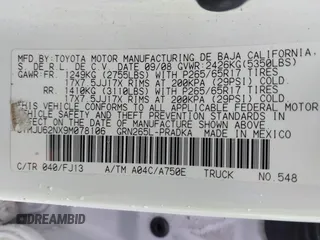 MFD BY: TOYOTA MOTOR MANUFACTURING DE BAJA CALIFORNIA,
S. DE R.L. DE C.V. DATE 09/08 GVWR 2426KG(5350LBS)
GAWR: FR. 1249KG (2755LBS) WITH P265/65R17 TIRES
17X7.5JJ17X RIMS AT 200KPA (29PSI) COLD.
RR. 1410KG (3110LBS) WITH P265/65R17 TIRES
17X7.5JJ17X RIMS AT 200KPA (29PSI) COLD.
THIS VEHICLE CONFORMS TO ALL APPLICABLE FEDERAL MOTOR
VEHICLE SAFETY, BUMPER, AND THEFT PREVENTION STANDARDS
IN EFFECT ON THE DATE OF MANUFACTURE SHOWN ABOVE.
JU62NX9M078106 GRN265L-PRADKA MADE IN MEXICO
C/TR 040/FJ13 A/TM A04C/A750E TRUCK NO.548
© ordinal.com